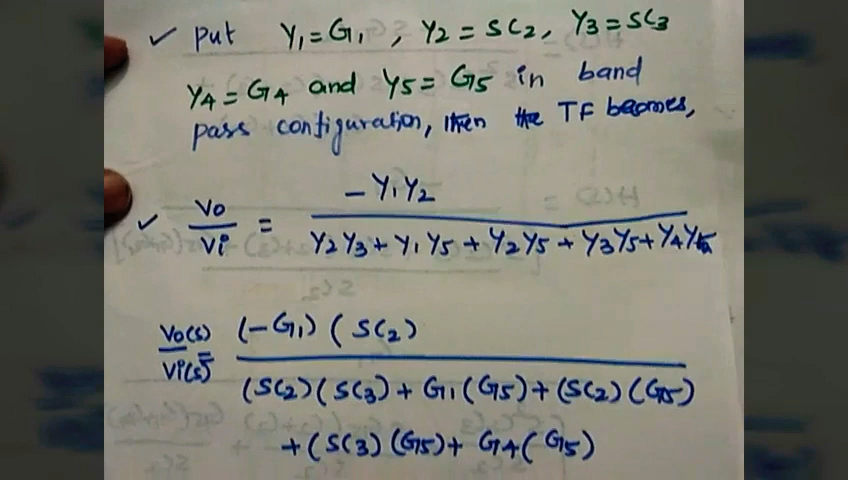 ✓ put Y1 = G1 , Y2 = SC2, Y3 = SC3
Y4 = G4 and Y5 = G5 in band
pass configuration, then the TF becomes,
✓ Vo/Vi = -Y1Y2 / Y2Y3 + Y1Y5 + Y2Y5 + Y3Y5 + Y4Y5
Vo(s)/Vi(s) = (-G1) (SC2) / (SC2)(SC3) + G1(G5) + (SC2)(G5)
+ (SC3)(G5) + G4(G5)